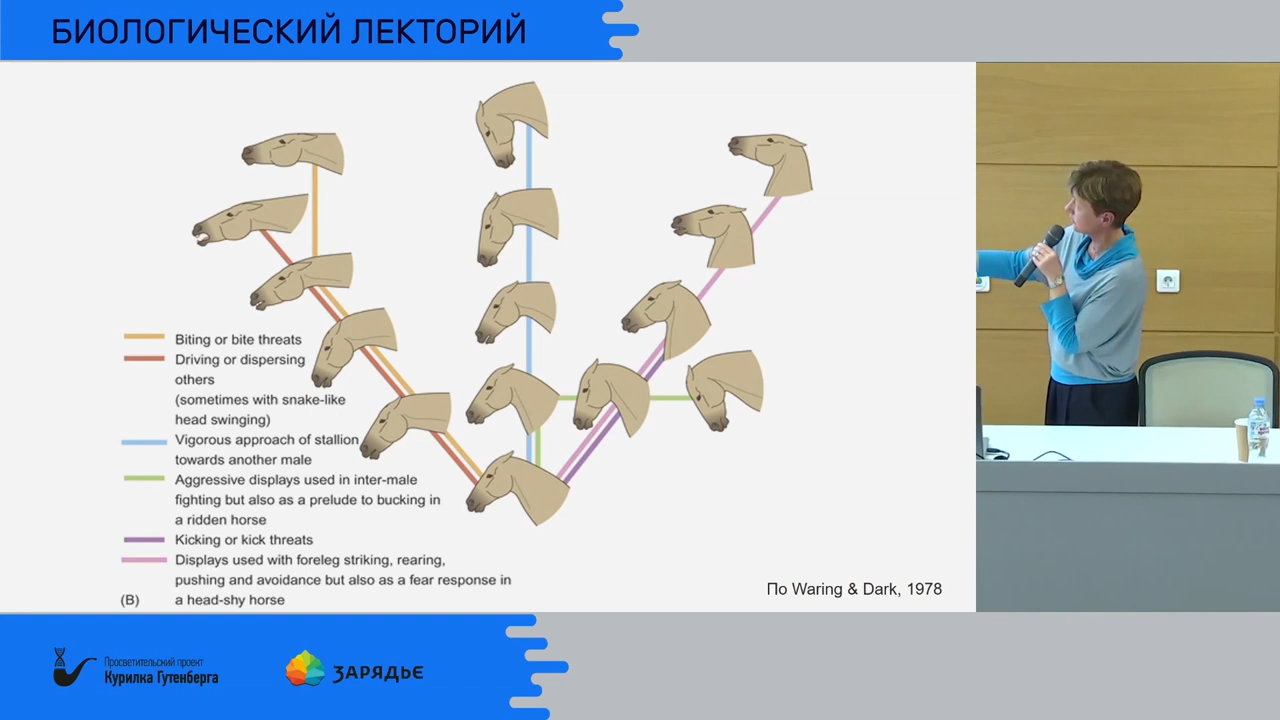 БИОЛОГИЧЕСКИЙ ЛЕКТОРИЙ
Biting or bite threats
Driving or dispersing
others
(sometimes with snake-like
head swinging)
Vigorous approach of stallion
towards another male
Aggressive displays used in inter-male
fighting but also as a prelude to bucking in
a ridden horse
Kicking or kick threats
Displays used with foreleg striking, rearing,
pushing and avoidance but also as a fear response in
(B) a head-shy horse
По Waring & Dark, 1978
Просветительский проект
Курилка Гутенберга
ЗАРЯДЬЕ